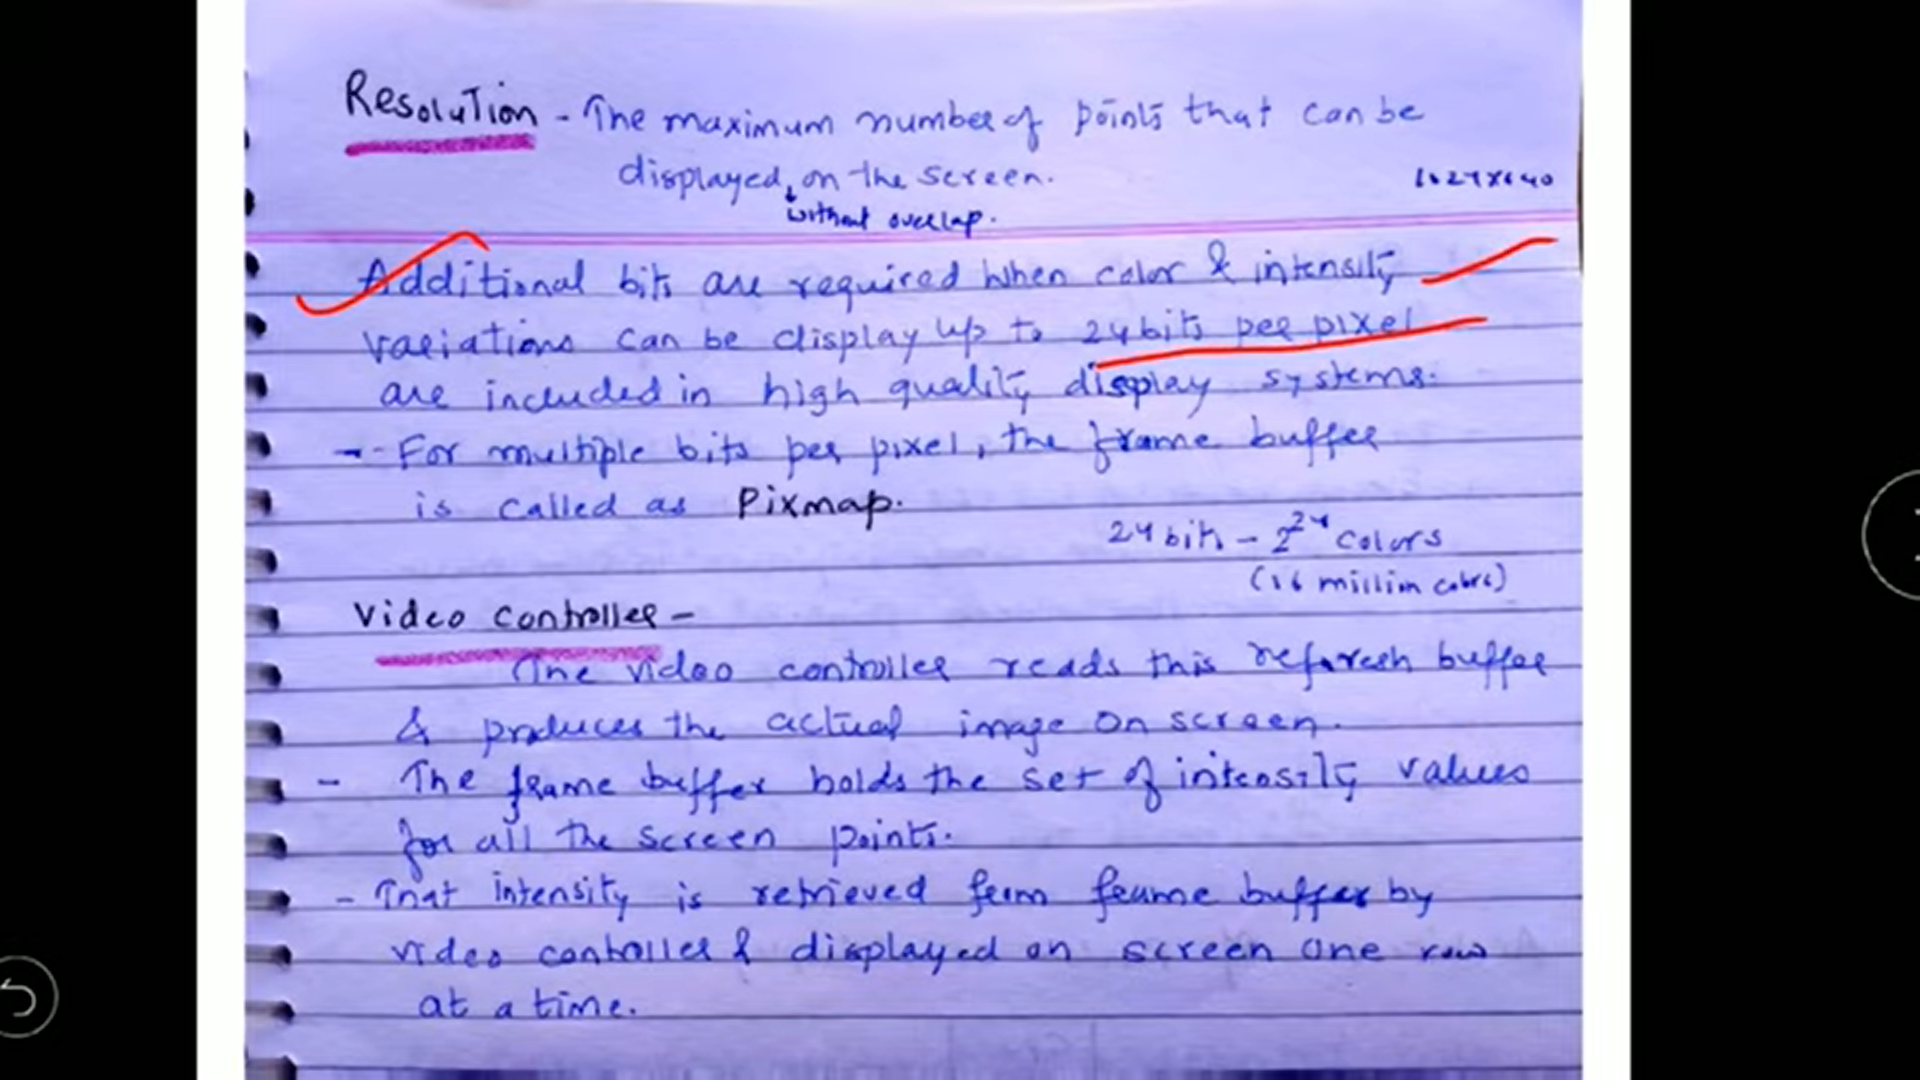 Resolution - The maximum number of points that can be
displayed on the screen.
1024x640
without overlap.
Additional bits are required when color & intensity
variations can be display up to 24 bits per pixel
are included in high quality display systems.
- For multiple bits per pixel, the frame buffer
is called as Pixmap.
24 bits - 2^24 colors
(16 million colors)
Video Controller -
The video controller reads this refresh buffer
& produces the actual image on screen.
- The frame buffer holds the set of intensity values
for all the screen points.
- That intensity is retrieved from frame buffer by
video controller & displayed on screen one row
at a time.